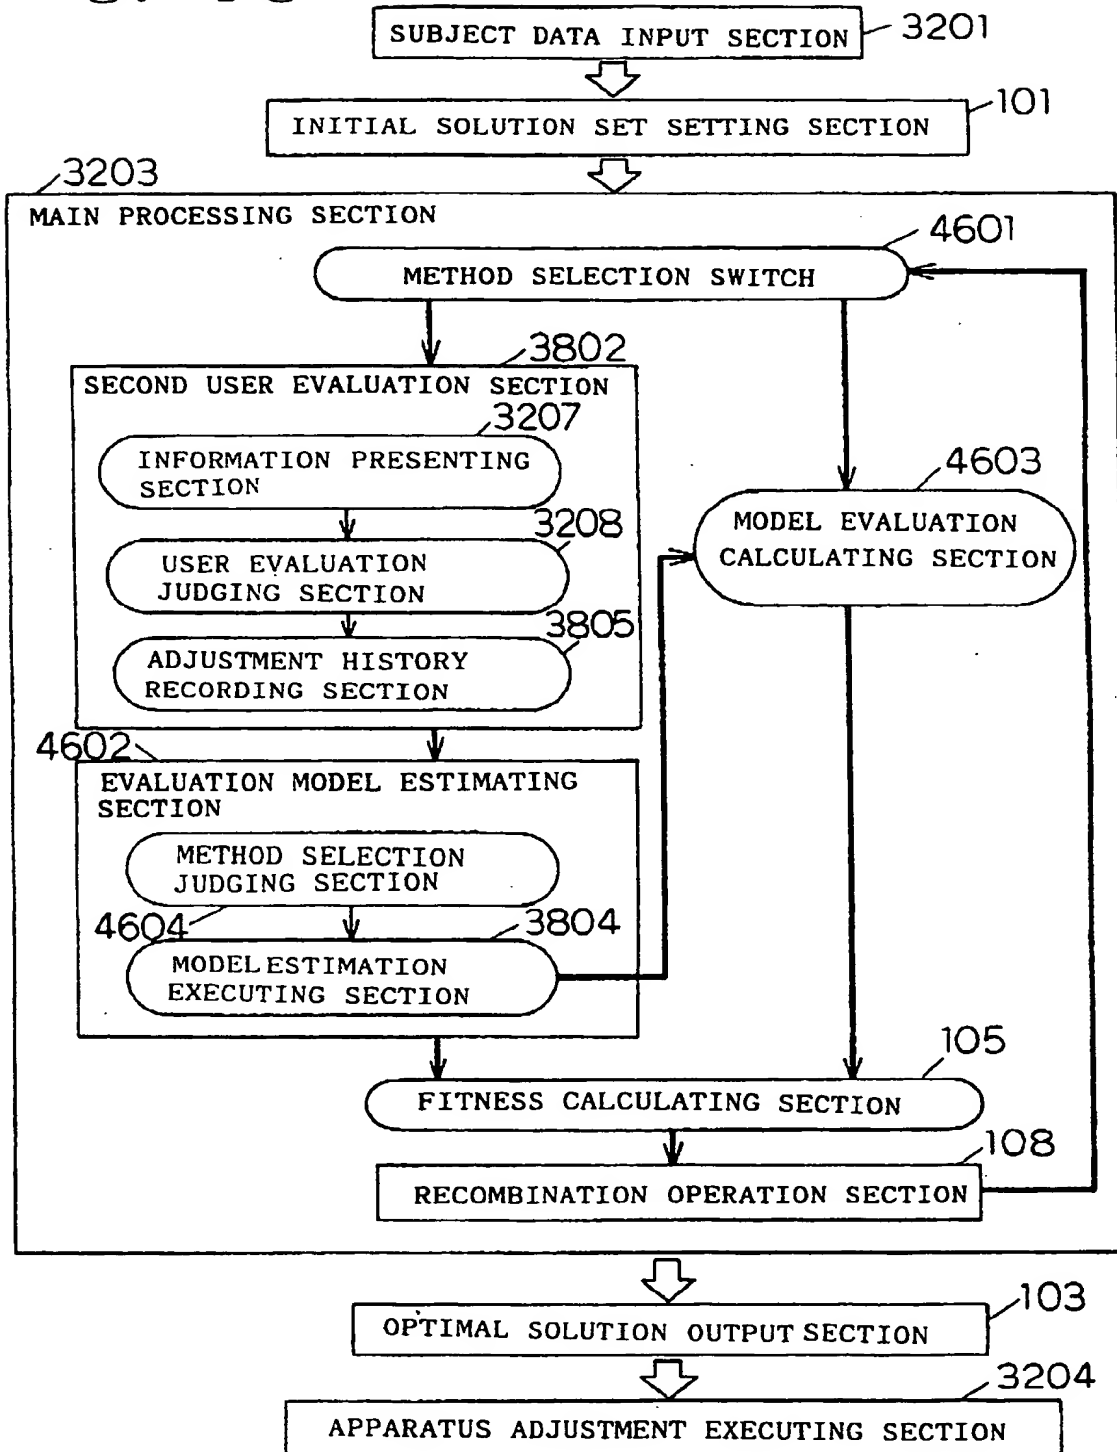 SUBJECT DATA INPUT SECTION
3201
INITIAL SOLUTION SET SETTING SECTION
101
3203
MAIN PROCESSING SECTION
4601
METHOD SELECTION SWITCH
3802
SECOND USER EVALUATION SECTION
3207
INFORMATION PRESENTING
SECTION
4603
MODEL EVALUATION
CALCULATING SECTION
3208
USER EVALUATION
JUDGING SECTION
3805
ADJUSTMENT HISTORY
RECORDING SECTION
4602
EVALUATION MODEL ESTIMATING
SECTION
METHOD SELECTION
JUDGING SECTION
4604
3804
MODEL ESTIMATION
EXECUTING SECTION
105
FITNESS CALCULATING SECTION
108
RECOMBINATION OPERATION SECTION
103
OPTIMAL SOLUTION OUTPUT SECTION
3204
APPARATUS ADJUSTMENT EXECUTING SECTION